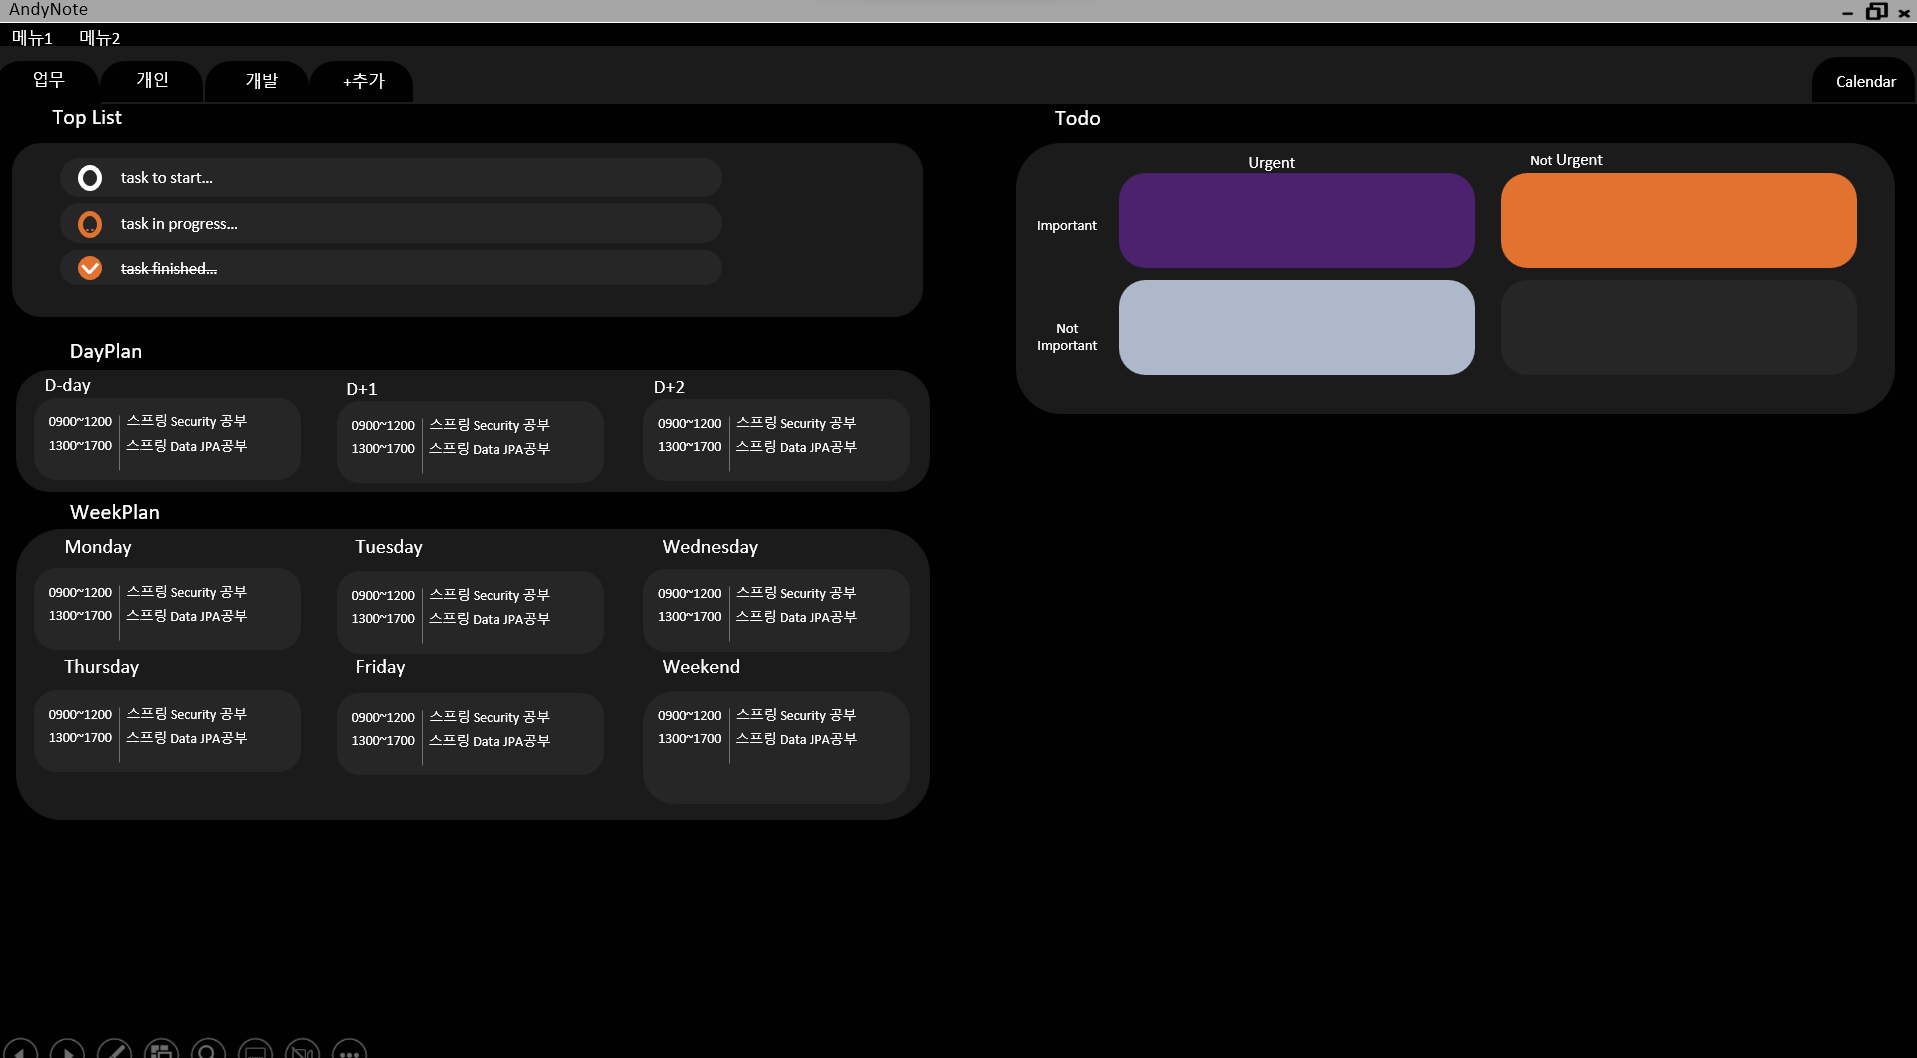 AndyNote
메뉴1 메뉴2
업무 개인 개발 +추가 Calendar
Top List
task to start...
task in progress...
task finished...
DayPlan
D-day D+1 D+2
0900~1200 스프링 Security 공부
1300~1700 스프링 Data JPA공부
0900~1200 스프링 Security 공부
1300~1700 스프링 Data JPA공부
0900~1200 스프링 Security 공부
1300~1700 스프링 Data JPA공부
WeekPlan
Monday Tuesday Wednesday
0900~1200 스프링 Security 공부
1300~1700 스프링 Data JPA공부
0900~1200 스프링 Security 공부
1300~1700 스프링 Data JPA공부
0900~1200 스프링 Security 공부
1300~1700 스프링 Data JPA공부
Thursday Friday Weekend
0900~1200 스프링 Security 공부
1300~1700 스프링 Data JPA공부
0900~1200 스프링 Security 공부
1300~1700 스프링 Data JPA공부
0900~1200 스프링 Security 공부
1300~1700 스프링 Data JPA공부
Todo
Urgent Not Urgent
Important
Not
Important